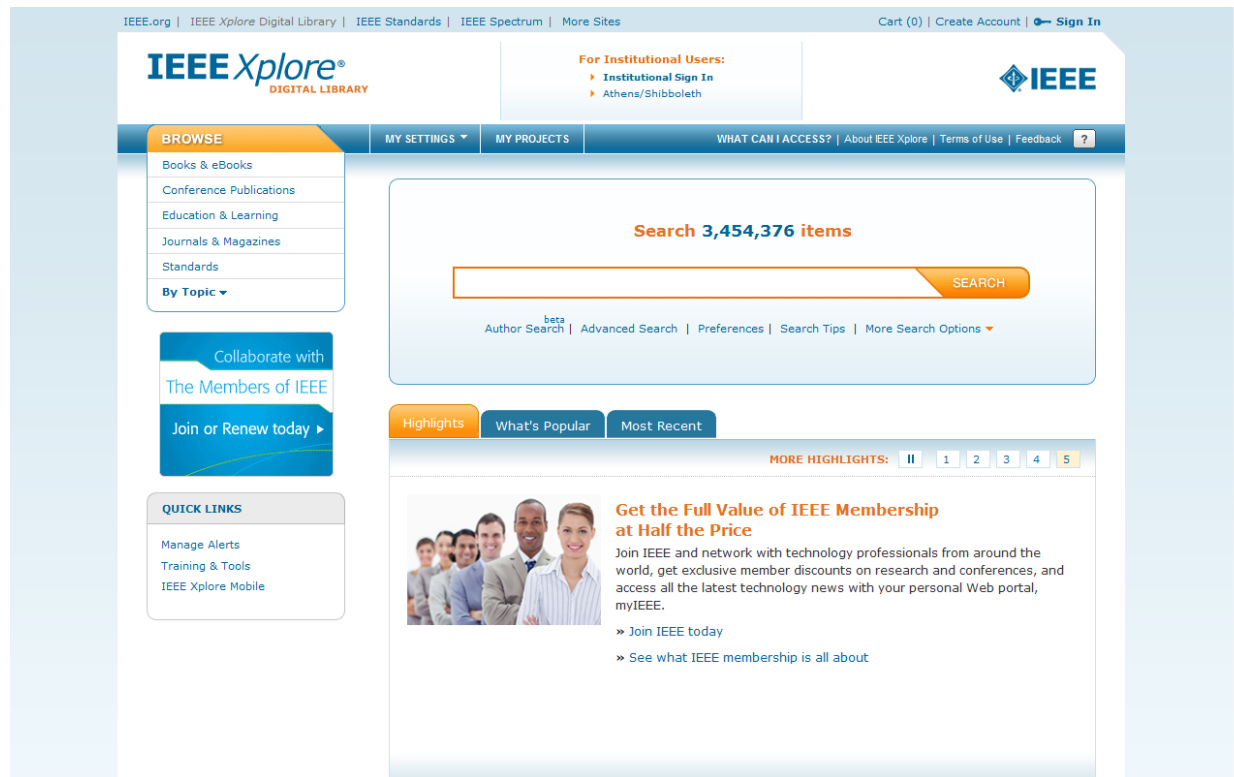 IEEE.org | IEEE Xplore Digital Library | IEEE Standards | IEEE Spectrum | More Sites
Cart (0) | Create Account | Sign In
IEEE Xplore®
DIGITAL LIBRARY
For Institutional Users:
Institutional Sign In
Athens/Shibboleth
IEEE
BROWSE
MY SETTINGS
MY PROJECTS
WHAT CAN I ACCESS? | About IEEE Xplore | Terms of Use | Feedback ?
Books & eBooks
Conference Publications
Education & Learning
Journals & Magazines
Standards
By Topic
Search 3,454,376 items
SEARCH
beta
Author Search | Advanced Search | Preferences | Search Tips | More Search Options
Collaborate with
The Members of IEEE
Join or Renew today
QUICK LINKS
Manage Alerts
Training & Tools
IEEE Xplore Mobile
Highlights
What's Popular
Most Recent
MORE HIGHLIGHTS: 1 2 3 4 5
Get the Full Value of IEEE Membership
at Half the Price
Join IEEE and network with technology professionals from around the
world, get exclusive member discounts on research and conferences, and
access all the latest technology news with your personal Web portal,
myIEEE.
» Join IEEE today
» See what IEEE membership is all about